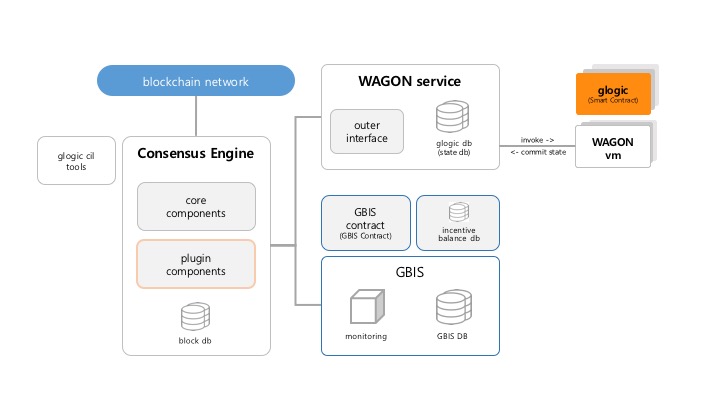 blockchain network
glogic cil
tools
Consensus Engine
core
components
plugin
components
block db
WAGON service
outer
interface
glogic db
(state db)
invoke ->
<- commit state
glogic
(Smart Contract)
WAGON
vm
GBIS
contract
(GBIS Contract)
incentive
balance db
GBIS
monitoring
GBIS DB